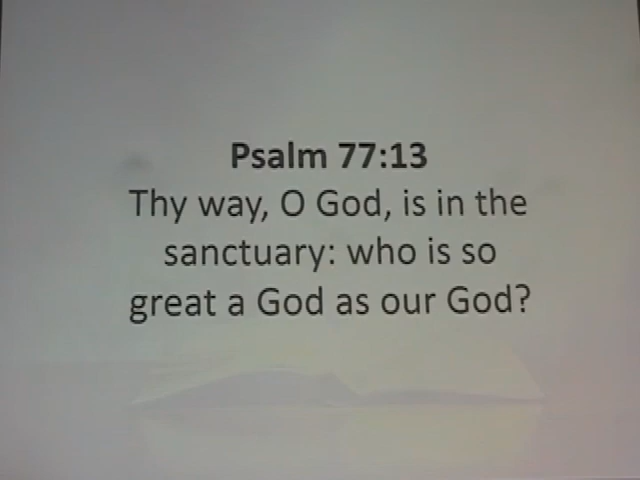 Psalm 77:13
Thy way, O God, is in the
sanctuary: who is so
great a God as our God?